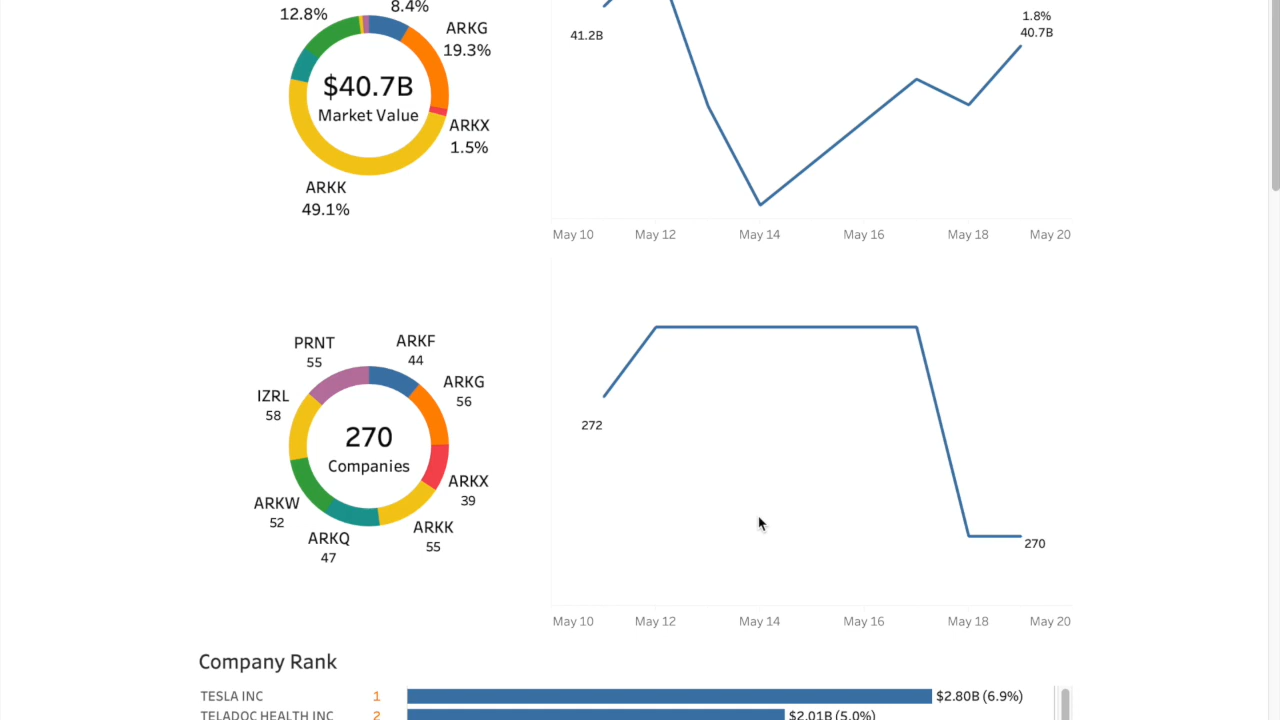 12.8%
8.4%
ARKG
19.3%
$40.7B
Market Value
ARKX
1.5%
ARKK
49.1%
41.2B
1.8%
40.7B
May 10
May 12
May 14
May 16
May 18
May 20
PRNT
55
ARKF
44
ARKG
56
IZRL
58
270
Companies
ARKX
39
ARKW
52
ARKK
55
ARKQ
47
272
270
May 10
May 12
May 14
May 16
May 18
May 20
Company Rank
TESLA INC 1 $2.80B (6.9%)
TELADOC HEALTH INC 2 $2.01B (5.0%)